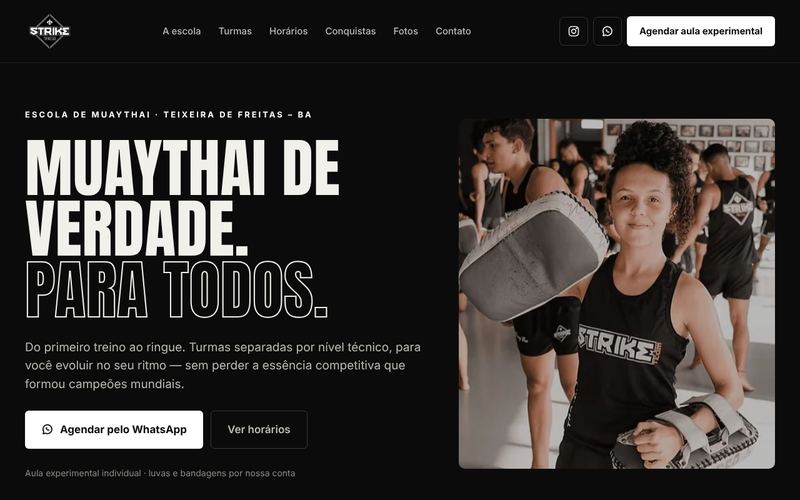 STRIKE
A escola
Turmas
Horários
Conquistas
Fotos
Contato
Agendar aula experimental
ESCOLA DE MUAYTHAI · TEIXEIRA DE FREITAS – BA
MUAYTHAI DE
VERDADE.
PARA TODOS.
Do primeiro treino ao ringue. Turmas separadas por nível técnico, para
você evoluir no seu ritmo — sem perder a essência competitiva que
formou campeões mundiais.
Agendar pelo WhatsApp
Ver horários
Aula experimental individual · luvas e bandagens por nossa conta
STRIKE